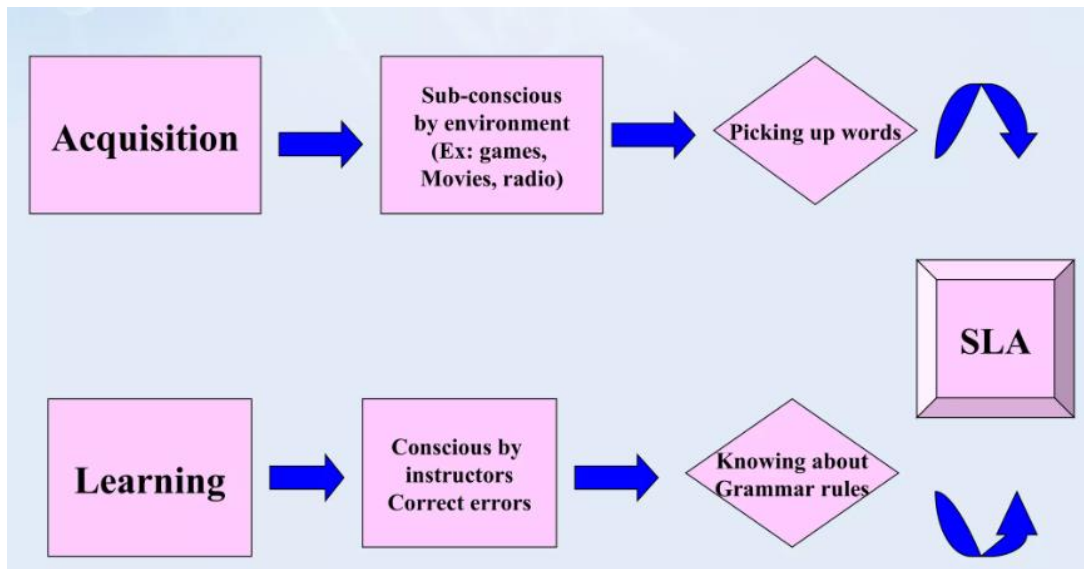 Acquisition
Sub-conscious
by environment
(Ex: games,
Movies, radio)
Picking up words
SLA
Learning
Conscious by
instructors
Correct errors
Knowing about
Grammar rules